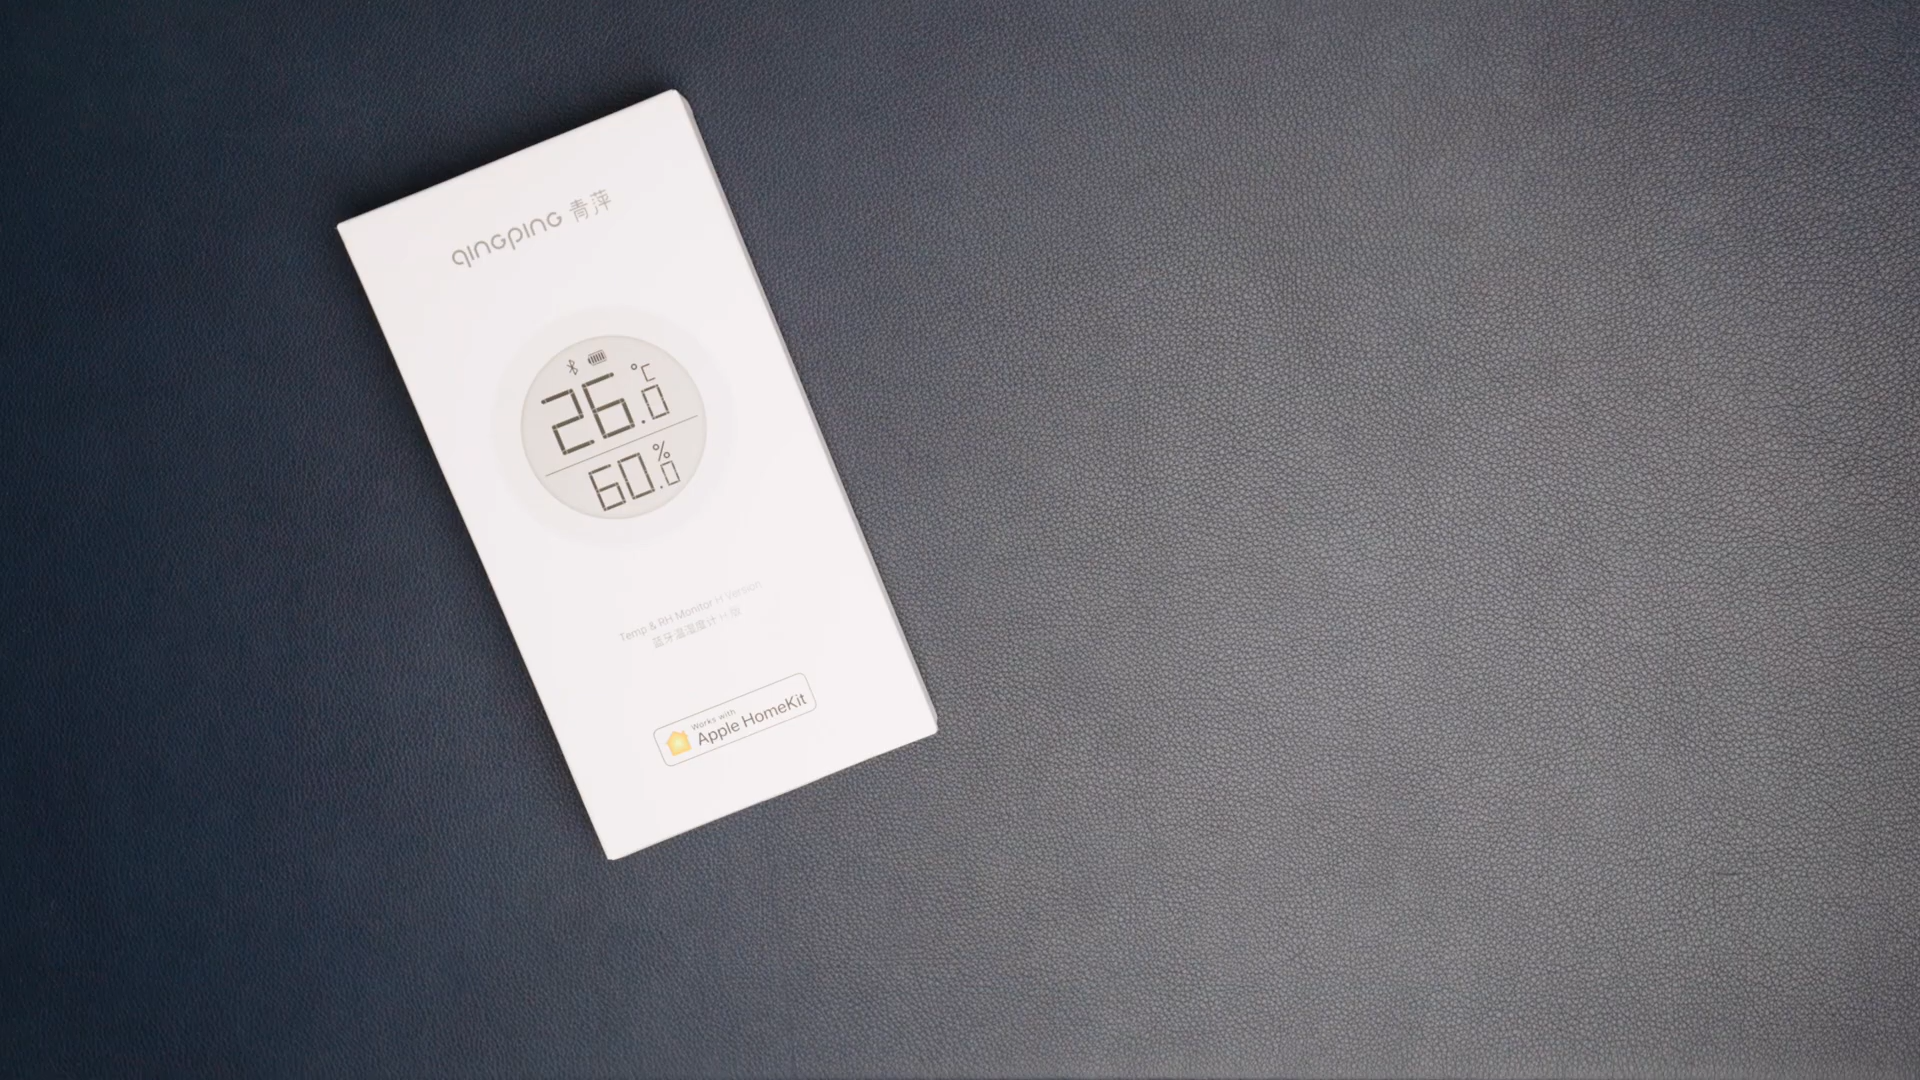 qingping 青萍
°C
26.0
%
60.0
Temp & RH Monitor H Version
蓝牙温湿度计 H 版
Works with
Apple HomeKit